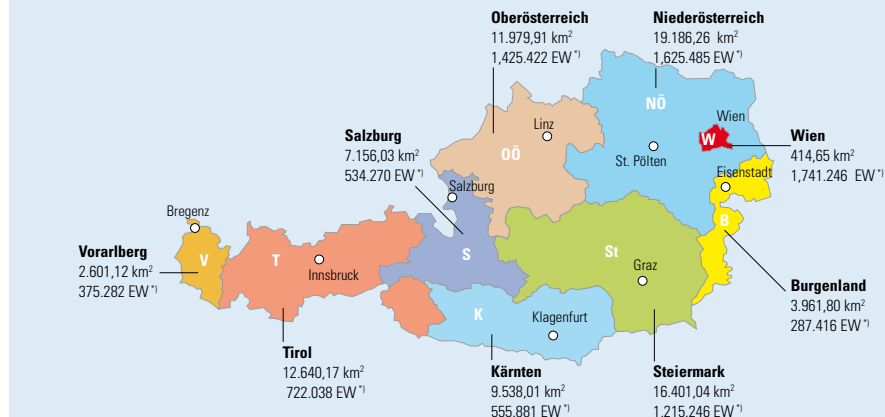 Oberösterreich
11.979,91 km²
1,425.422 EW *)
Niederösterreich
19.186,26 km²
1,625.485 EW *)
Salzburg
7.156,03 km²
534.270 EW *)
Wien
414,65 km²
1,741.246 EW *)
Vorarlberg
2.601,12 km²
375.282 EW *)
Burgenland
3.961,80 km²
287.416 EW *)
Tirol
12.640,17 km²
722.038 EW *)
Kärnten
9.538,01 km²
555.881 EW *)
Steiermark
16.401,04 km²
1,215.246 EW *)
NÖ
Wien
W
Linz
OÖ
St. Pölten
Eisenstadt
Salzburg
Bregenz
B
V
T
Innsbruck
S
St
Graz
K
Klagenfurt